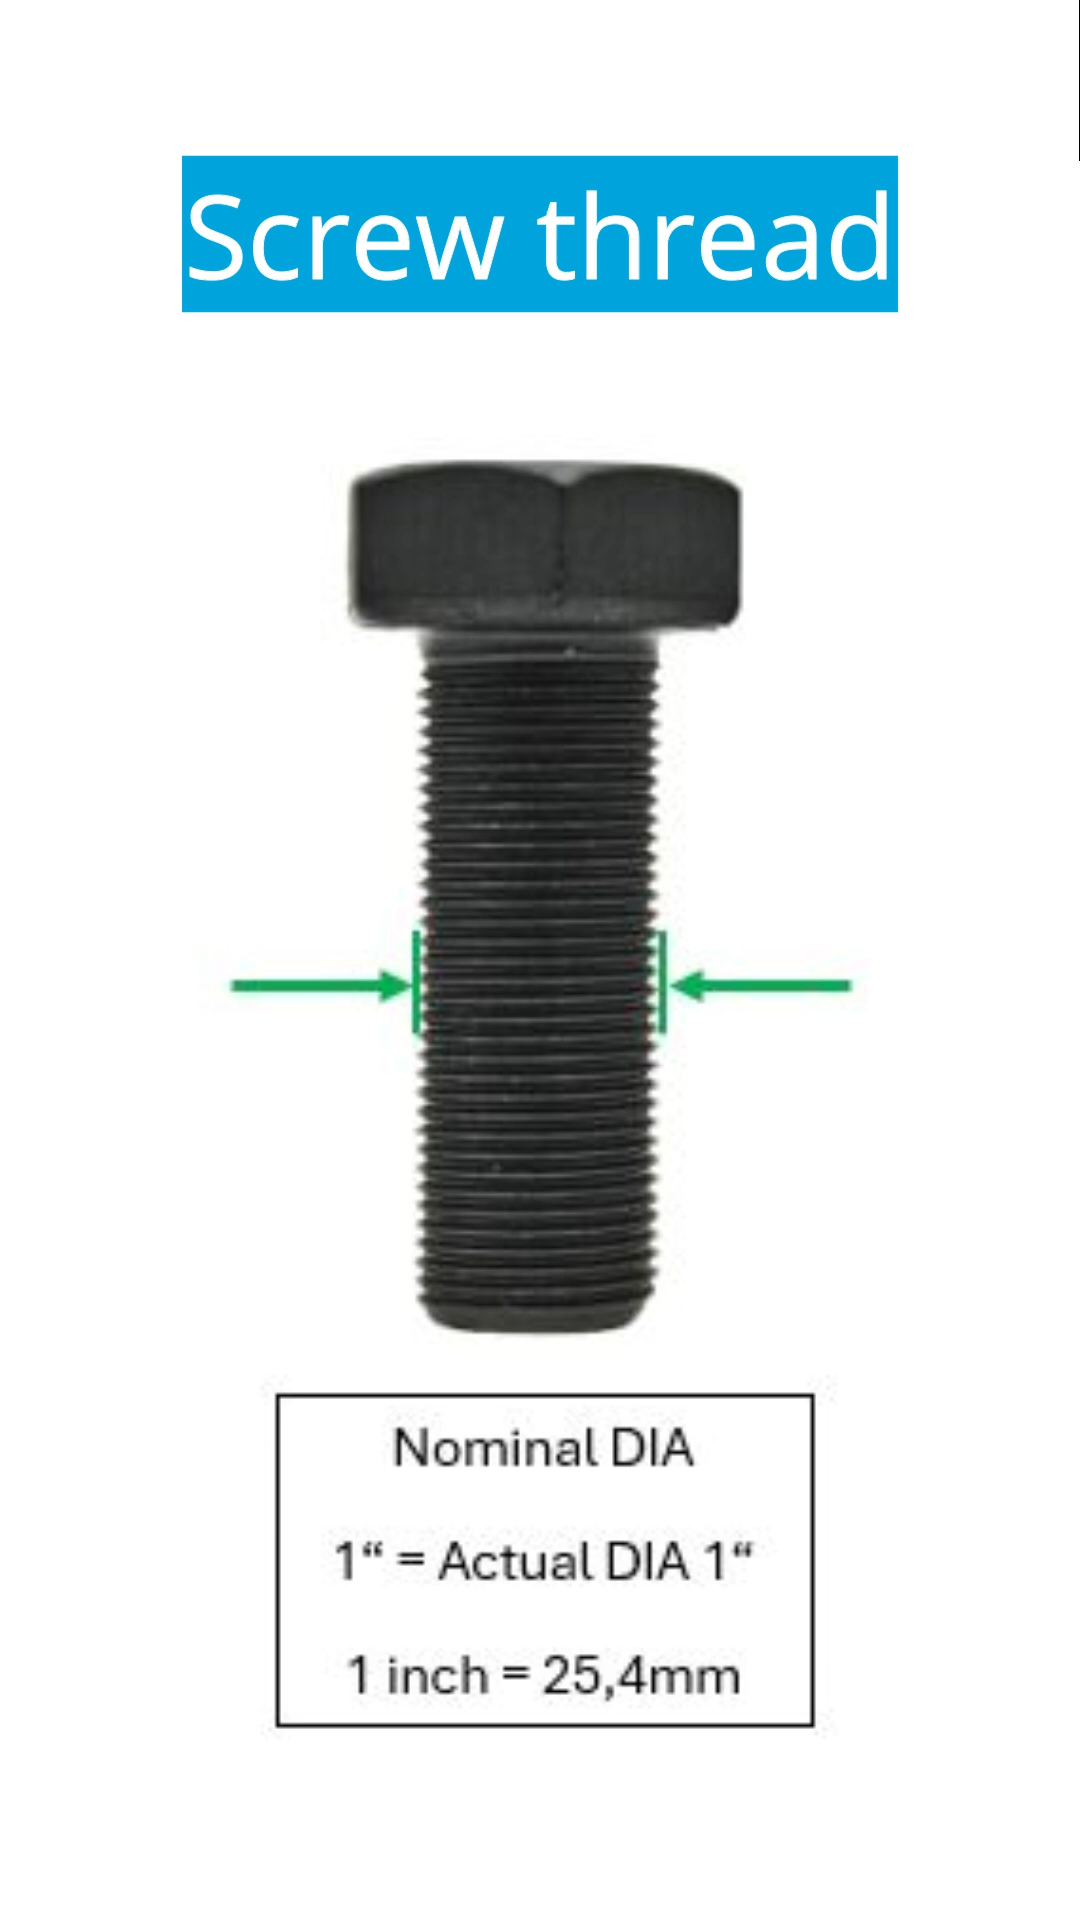 Screw thread
Nominal DIA
1“ = Actual DIA 1“
1 inch = 25,4mm